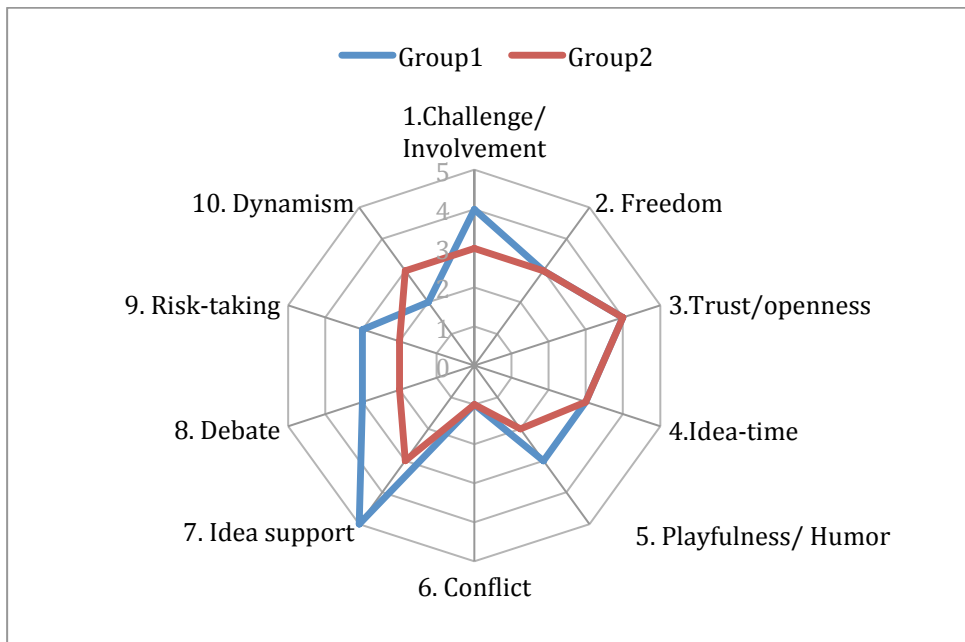 Group1 Group2
1.Challenge/
Involvement
5
10. Dynamism 4 2. Freedom
3
9. Risk-taking 2 3.Trust/openness
1
0
8. Debate 4.Idea-time
7. Idea support 5. Playfulness/ Humor
6. Conflict